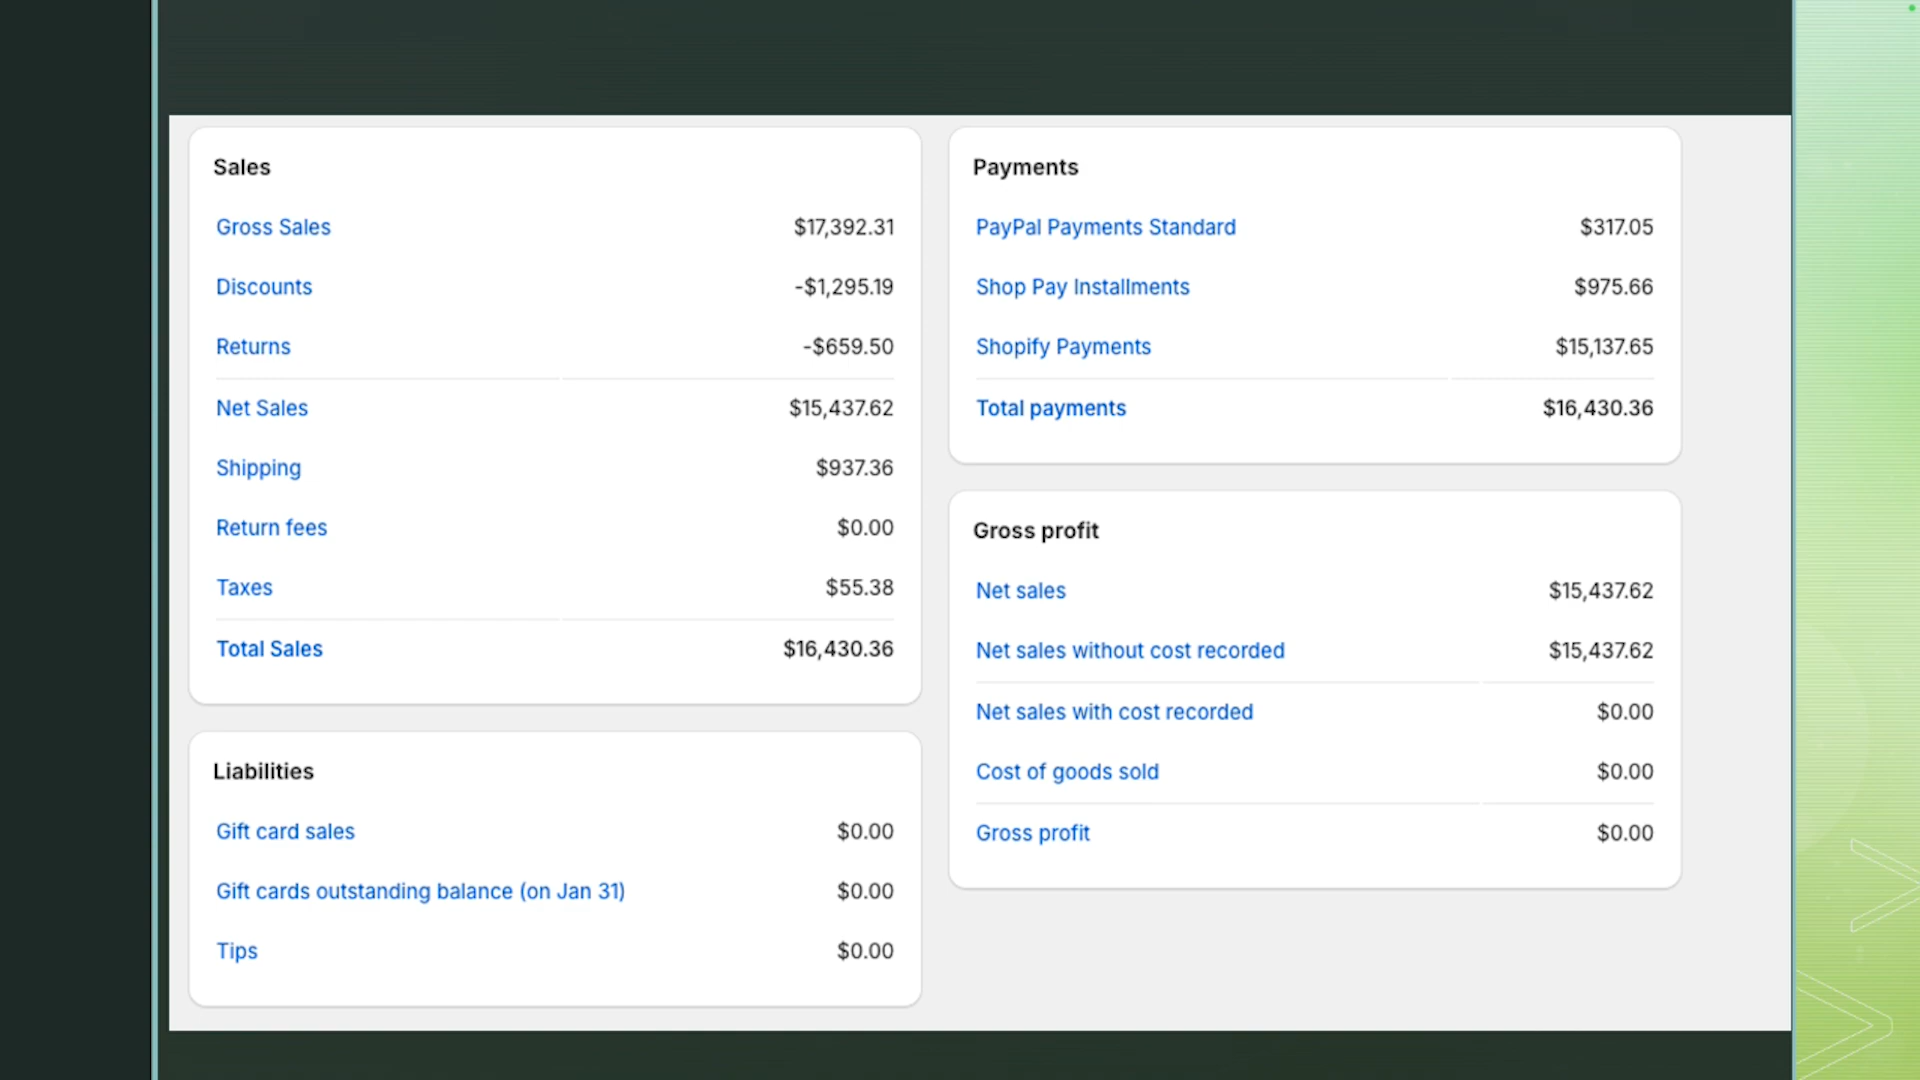 Sales
Gross Sales $17,392.31
Discounts -$1,295.19
Returns -$659.50
Net Sales $15,437.62
Shipping $937.36
Return fees $0.00
Taxes $55.38
Total Sales $16,430.36
Liabilities
Gift card sales $0.00
Gift cards outstanding balance (on Jan 31) $0.00
Tips $0.00
Payments
PayPal Payments Standard $317.05
Shop Pay Installments $975.66
Shopify Payments $15,137.65
Total payments $16,430.36
Gross profit
Net sales $15,437.62
Net sales without cost recorded $15,437.62
Net sales with cost recorded $0.00
Cost of goods sold $0.00
Gross profit $0.00